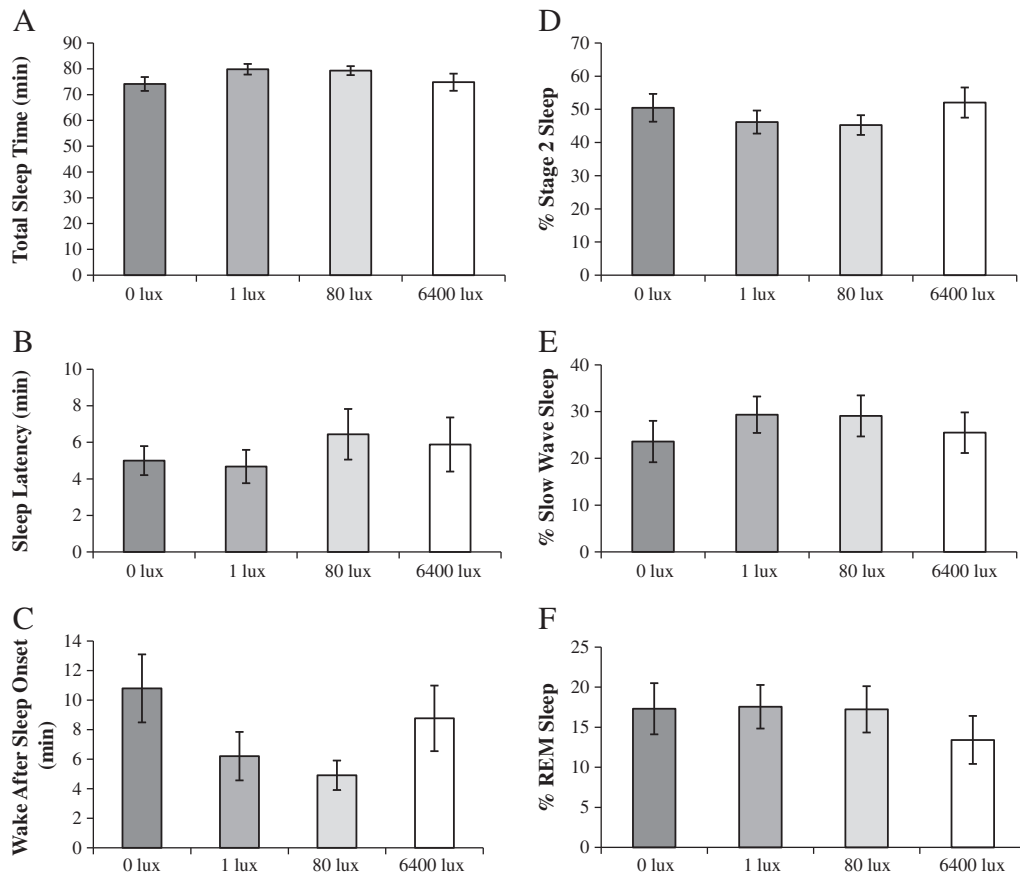 A
Total Sleep Time (min)
90
80
70
60
50
40
30
20
10
0
0 lux 1 lux 80 lux 6400 lux
B
Sleep Latency (min)
10
8
6
4
2
0
0 lux 1 lux 80 lux 6400 lux
C
Wake After Sleep Onset
(min)
14
12
10
8
6
4
2
0
0 lux 1 lux 80 lux 6400 lux
D
% Stage 2 Sleep
70
60
50
40
30
20
10
0
0 lux 1 lux 80 lux 6400 lux
E
% Slow Wave Sleep
40
30
20
10
0
0 lux 1 lux 80 lux 6400 lux
F
% REM Sleep
25
20
15
10
5
0
0 lux 1 lux 80 lux 6400 lux